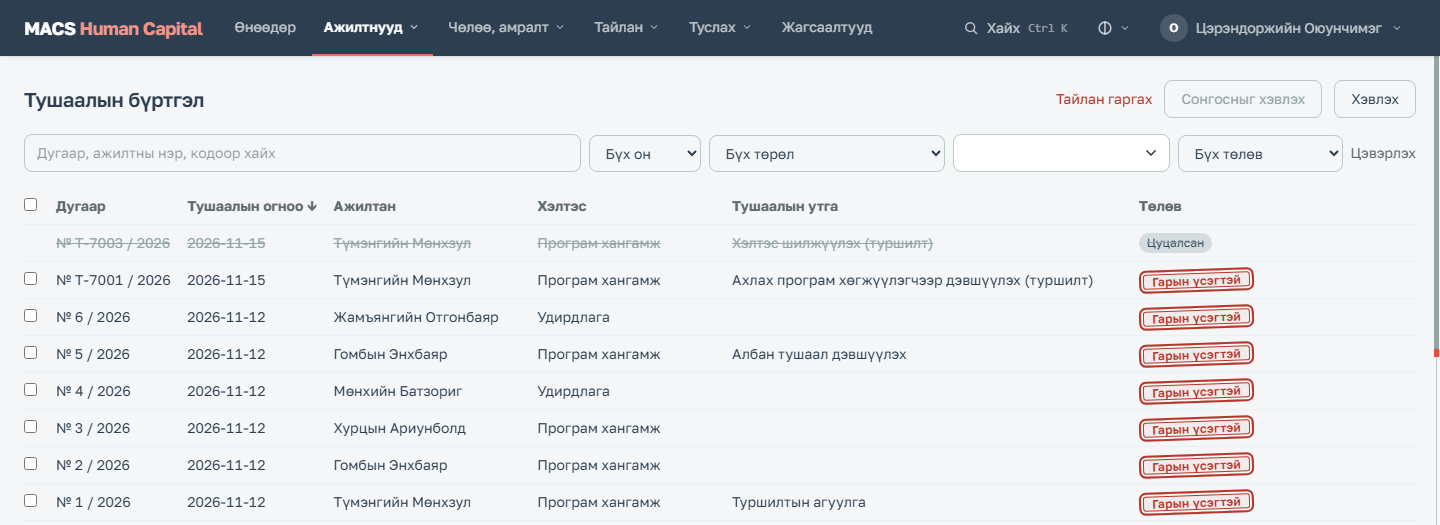 MACS Human Capital Өнөөдөр Ажилтнууд Чөлөө, амралт Тайлан Туслах Жагсаалтууд Хайх Ctrl K О Цэрэндоржийн Оюунчимэг
Тушаалын бүртгэл Тайлан гаргах Сонгосныг хэвлэх Хэвлэх
Дугаар, ажилтны нэр, кодоор хайх Бүх он Бүх төрөл Бүх төлөв Цэвэрлэх
Дугаар Тушаалын огноо ↓ Ажилтан Хэлтэс Тушаалын утга Төлөв
№ Т-7003 / 2026 2026-11-15 Түмэнгийн Мөнхзул Програм хангамж Хэлтэс шилжүүлэх (туршилт) Цуцалсан
№ Т-7001 / 2026 2026-11-15 Түмэнгийн Мөнхзул Програм хангамж Ахлах програм хөгжүүлэгчээр дэвшүүлэх (туршилт) Гарын үсэгтэй
№ 6 / 2026 2026-11-12 Жамъянгийн Отгонбаяр Удирдлага Гарын үсэгтэй
№ 5 / 2026 2026-11-12 Гомбын Энхбаяр Програм хангамж Албан тушаал дэвшүүлэх Гарын үсэгтэй
№ 4 / 2026 2026-11-12 Мөнхийн Батзориг Удирдлага Гарын үсэгтэй
№ 3 / 2026 2026-11-12 Хурцын Ариунболд Програм хангамж Гарын үсэгтэй
№ 2 / 2026 2026-11-12 Гомбын Энхбаяр Програм хангамж Гарын үсэгтэй
№ 1 / 2026 2026-11-12 Түмэнгийн Мөнхзул Програм хангамж Туршилтын агуулга Гарын үсэгтэй